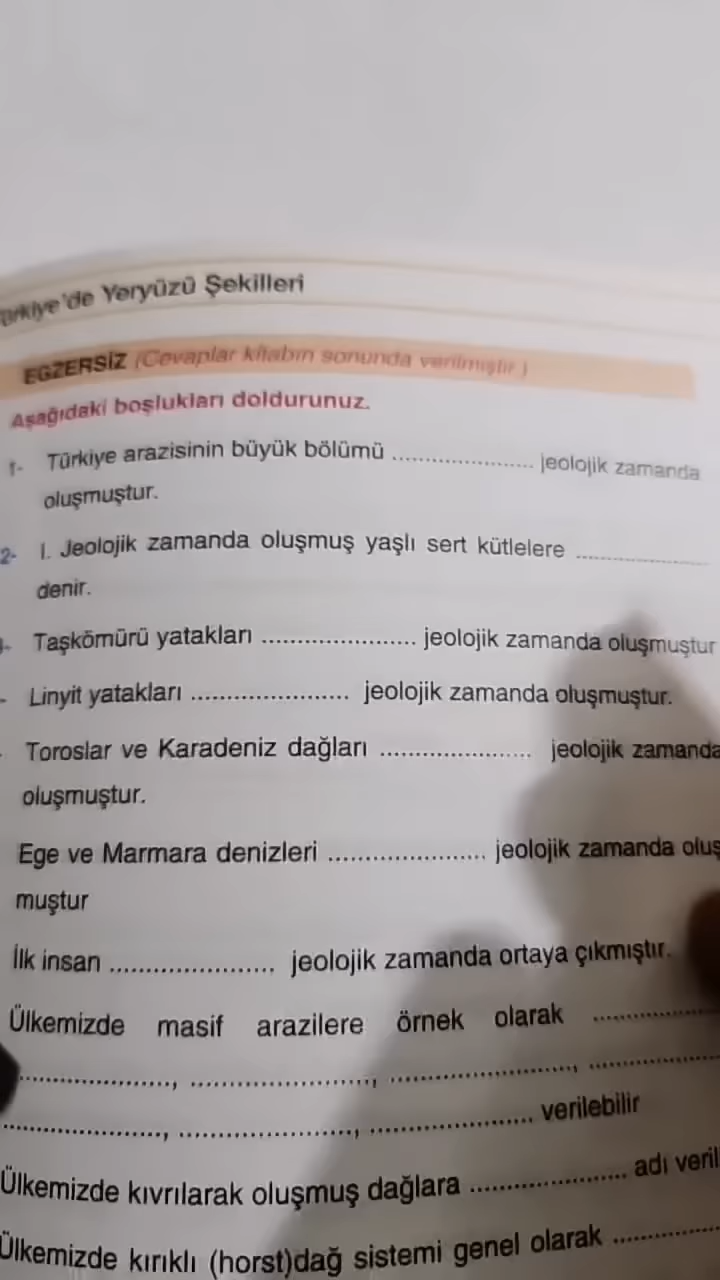 Türkiye'de Yeryüzü Şekilleri
EGZERSİZ (Cevaplar kitabın sonunda verilmiştir.)
Aşağıdaki boşlukları doldurunuz.
1- Türkiye arazisinin büyük bölümü .................... jeolojik zamanda
oluşmuştur.
2- I. Jeolojik zamanda oluşmuş yaşlı sert kütlelere ....................
denir.
Taşkömürü yatakları ..................... jeolojik zamanda oluşmuştur
- Linyit yatakları ...................... jeolojik zamanda oluşmuştur.
Toroslar ve Karadeniz dağları ..................... jeolojik zamanda
oluşmuştur.
Ege ve Marmara denizleri ...................... jeolojik zamanda oluş
muştur
İlk insan ....................... jeolojik zamanda ortaya çıkmıştır.
Ülkemizde masif arazilere örnek olarak .................
....................., ........................., ........................., ..................
......................, ........................, ....................... verilebilir
Ülkemizde kıvrılarak oluşmuş dağlara ...................... adı veril
Ülkemizde kırıklı (horst)dağ sistemi genel olarak ...............